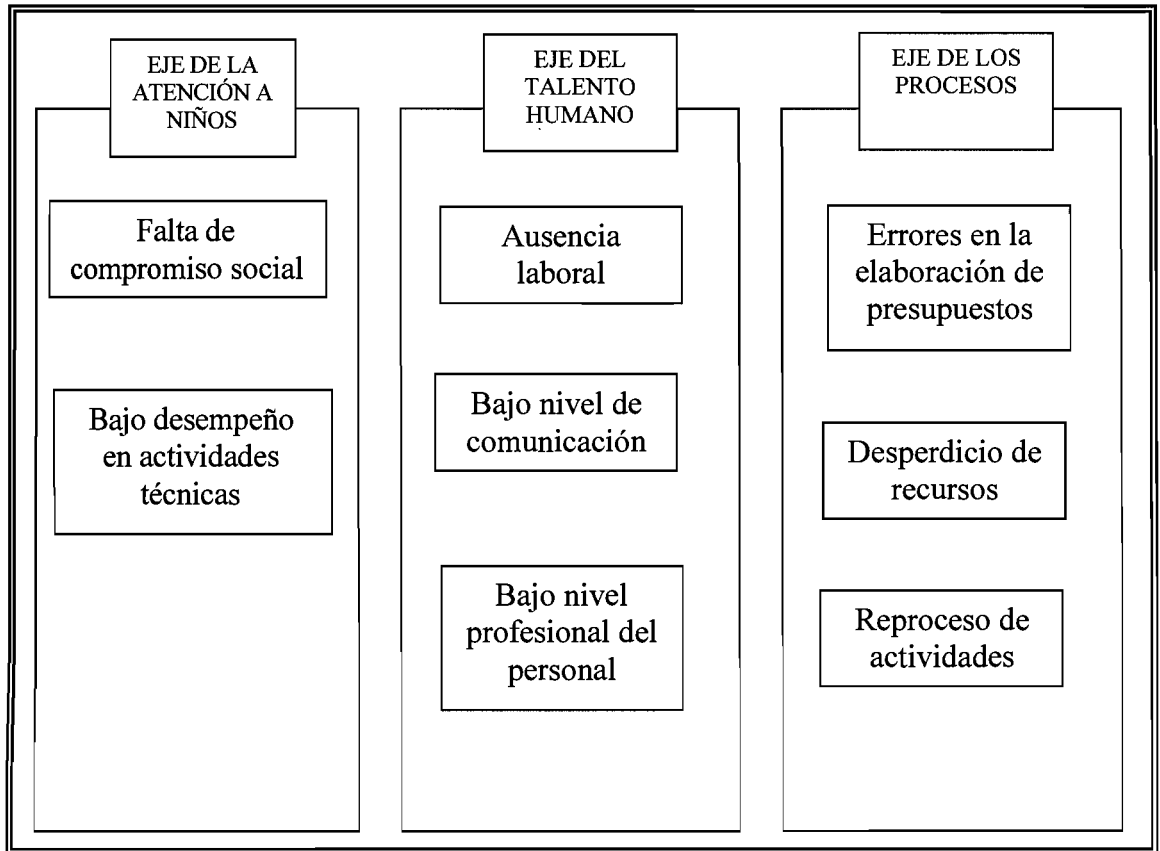 EJE DE LA
ATENCIÓN A
NIÑOS
Falta de
compromiso social
Bajo desempeño
en actividades
técnicas
EJE DEL
TALENTO
HUMANO
Ausencia
laboral
Bajo nivel de
comunicación
Bajo nivel
profesional del
personal
EJE DE LOS
PROCESOS
Errores en la
elaboración de
presupuestos
Desperdicio de
recursos
Reproceso de
actividades